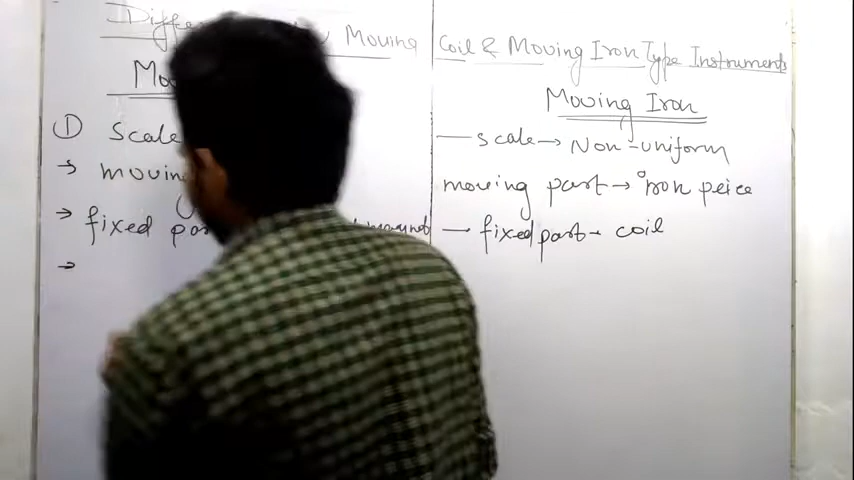 Moving Coil & Moving Iron Type Instruments
Moving Iron
① Scale
— scale → Non-uniform
→ moving
moving part → iron peice
→ fixed
— fixed part - coil
→